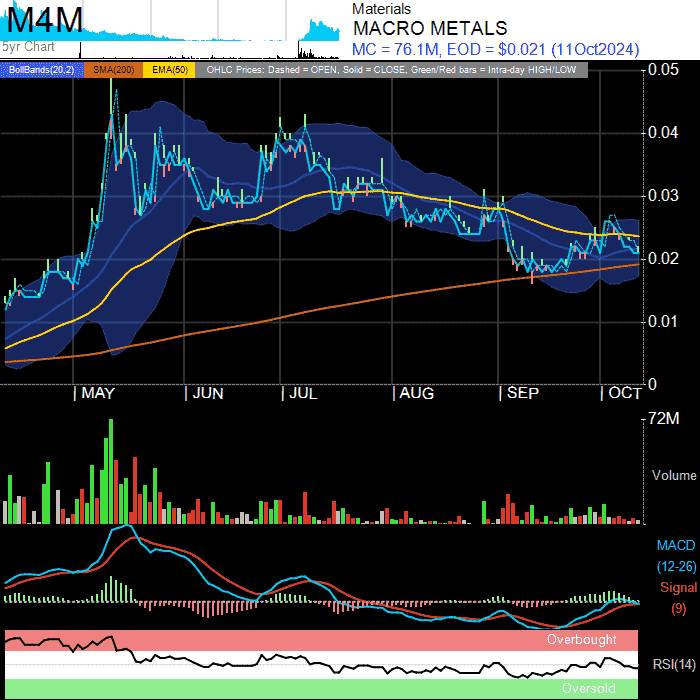 M4M
5yr Chart
Materials
MACRO METALS
MC = 76.1M, EOD = $0.021 (11Oct2024)
BollBands(20,2) SMA(200) EMA(50) OHLC Prices: Dashed = OPEN, Solid = CLOSE, Green/Red bars = Intra-day HIGH/LOW
0.05
0.04
0.03
0.02
0.01
0
MAY JUN JUL AUG SEP OCT
72M
Volume
MACD
(12-26)
Signal
(9)
Overbought
RSI(14)
Oversold